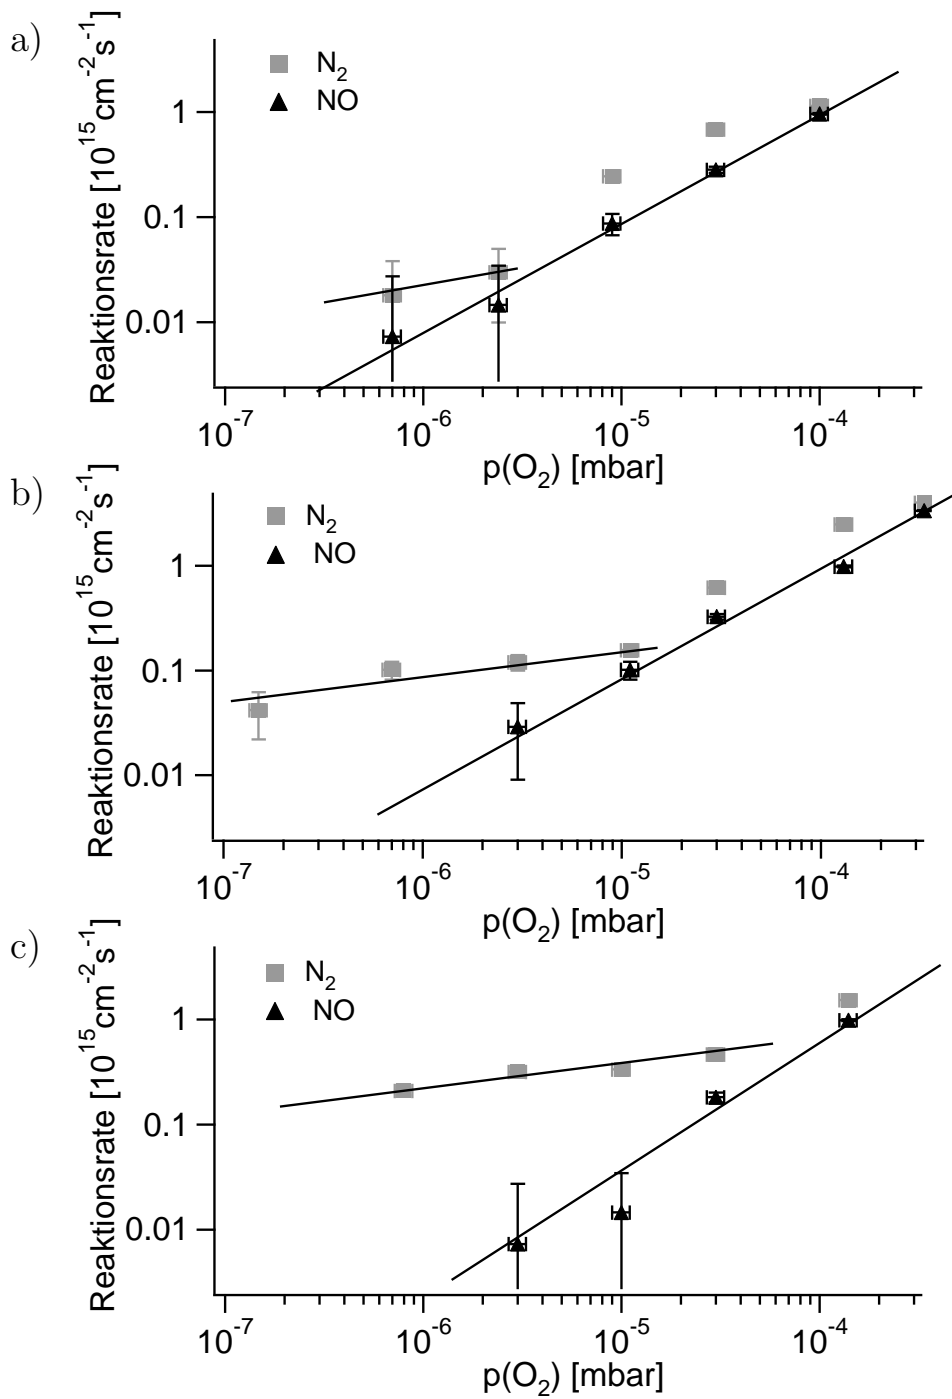 a)
Reaktionsrate [10^15 cm^-2 s^-1]
N₂
NO
1
0.1
0.01
10^-7 10^-6 10^-5 10^-4
p(O₂) [mbar]
b)
Reaktionsrate [10^15 cm^-2 s^-1]
N₂
NO
1
0.1
0.01
10^-7 10^-6 10^-5 10^-4
p(O₂) [mbar]
c)
Reaktionsrate [10^15 cm^-2 s^-1]
N₂
NO
1
0.1
0.01
10^-7 10^-6 10^-5 10^-4
p(O₂) [mbar]